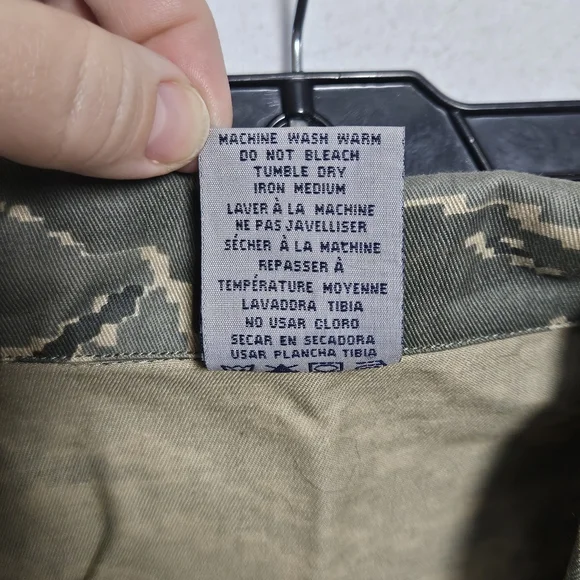 MACHINE WASH WARM
DO NOT BLEACH
TUMBLE DRY
IRON MEDIUM
LAVER À LA MACHINE
NE PAS JAVELLISER
SÉCHER À LA MACHINE
REPASSER À
TEMPÉRATURE MOYENNE
LAVADORA TIBIA
NO USAR CLORO
SECAR EN SECADORA
USAR PLANCHA TIBIA